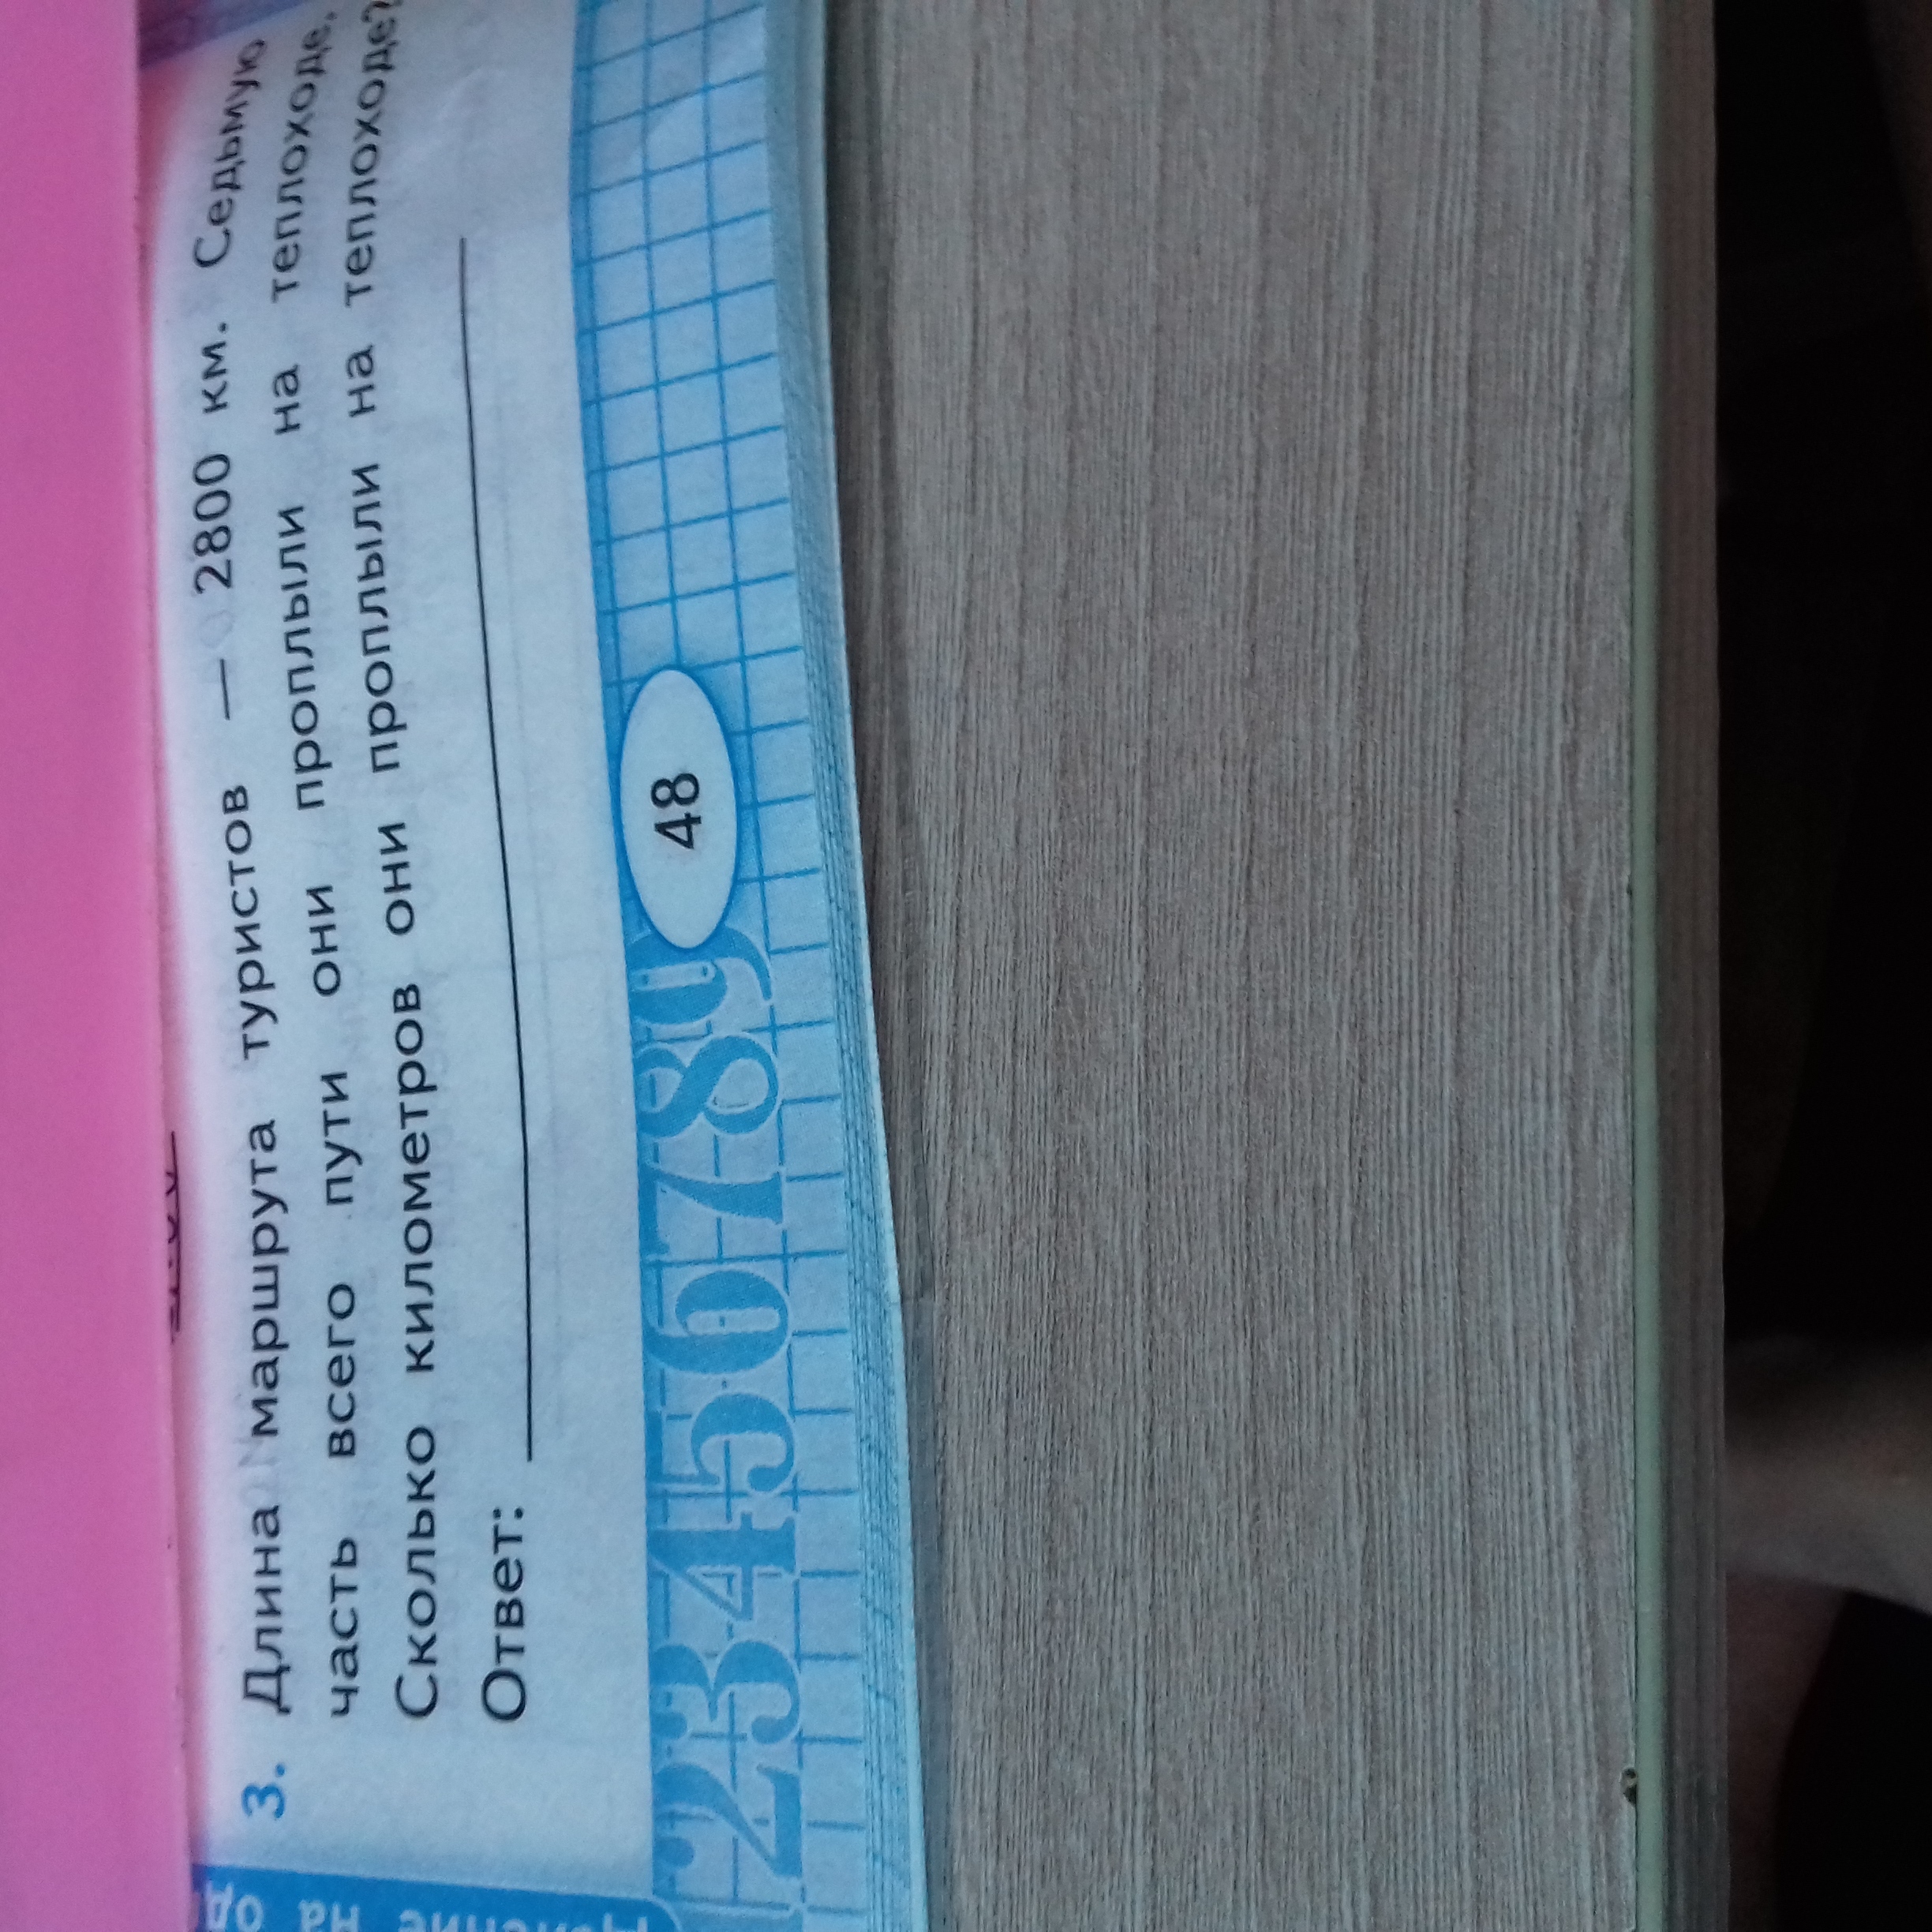 3. Длина маршрута туристов — 2800 км. Седьмую
часть всего пути они проплыли на теплоходе.
Сколько километров они проплыли на теплоходе?
Ответ:
48
234567890